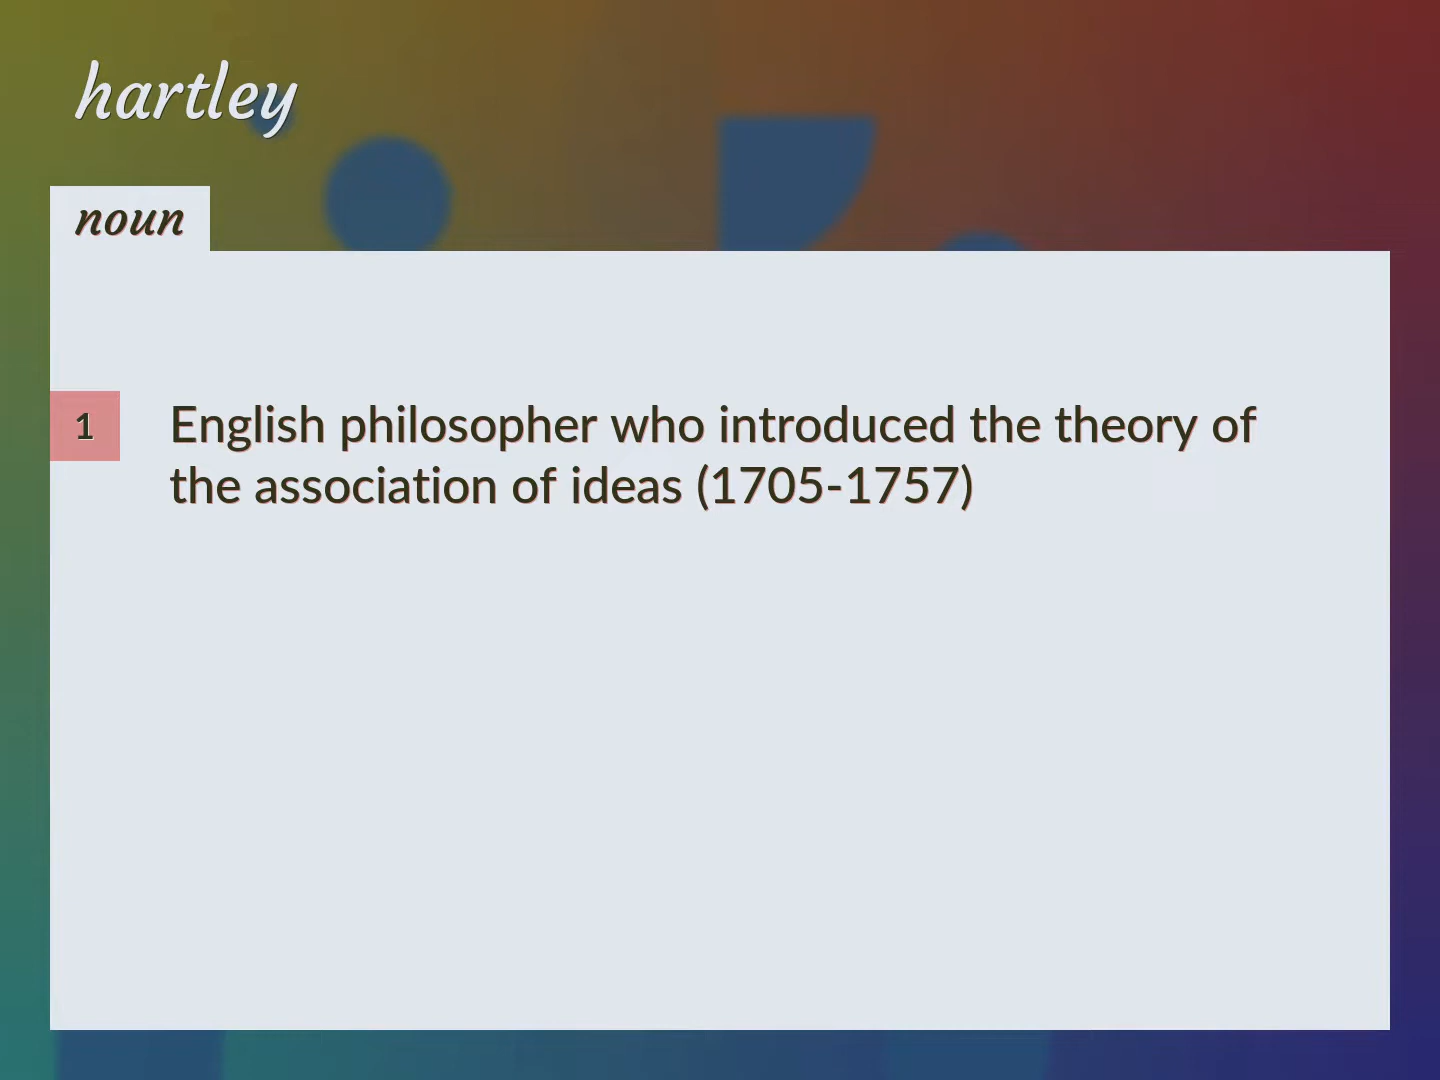 hartley
noun
1
English philosopher who introduced the theory of
the association of ideas (1705-1757)